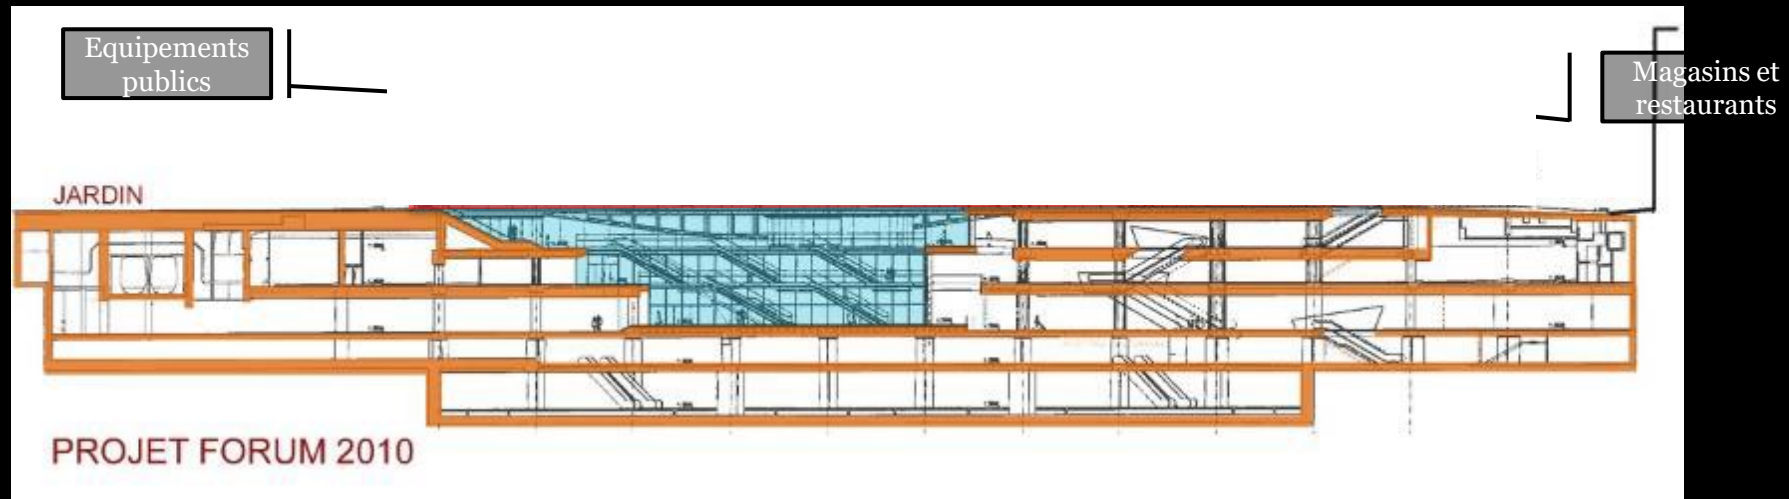 Equipements
publics
Magasins et
restaurants
JARDIN
PROJET FORUM 2010